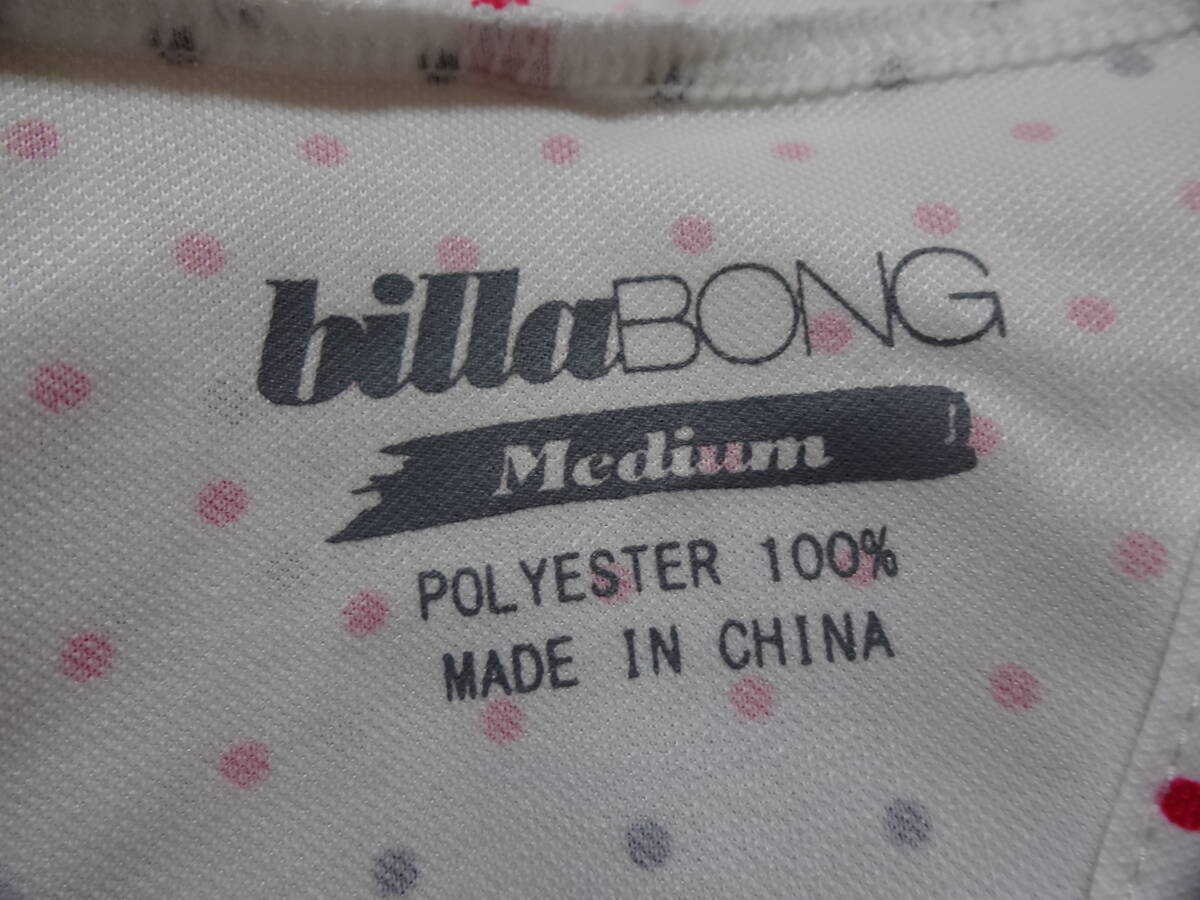 billaBONG
Medium
POLYESTER 100%
MADE IN CHINA